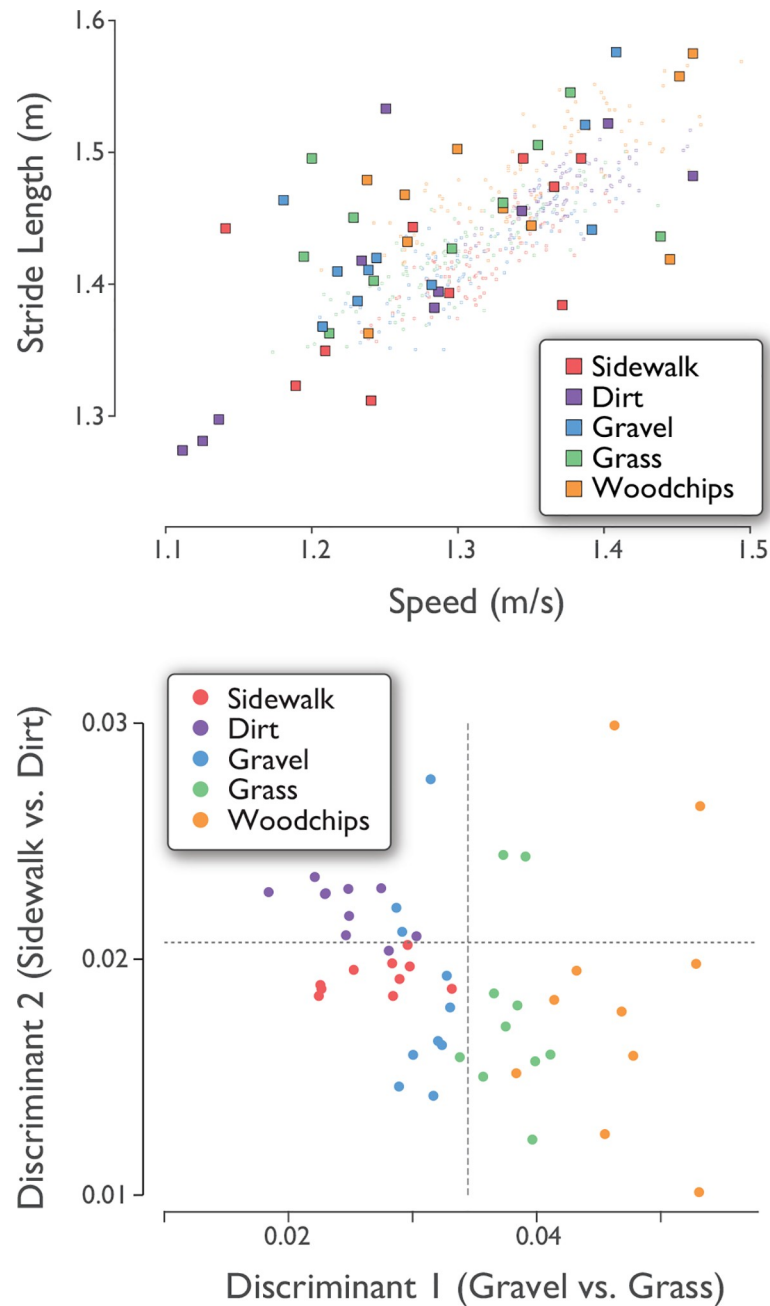 1.6
1.5
1.4
1.3
Stride Length (m)
Sidewalk
Dirt
Gravel
Grass
Woodchips
1.1 1.2 1.3 1.4 1.5
Speed (m/s)
Sidewalk
Dirt
Gravel
Grass
Woodchips
0.03
0.02
0.01
Discriminant 2 (Sidewalk vs. Dirt)
0.02 0.04
Discriminant 1 (Gravel vs. Grass)